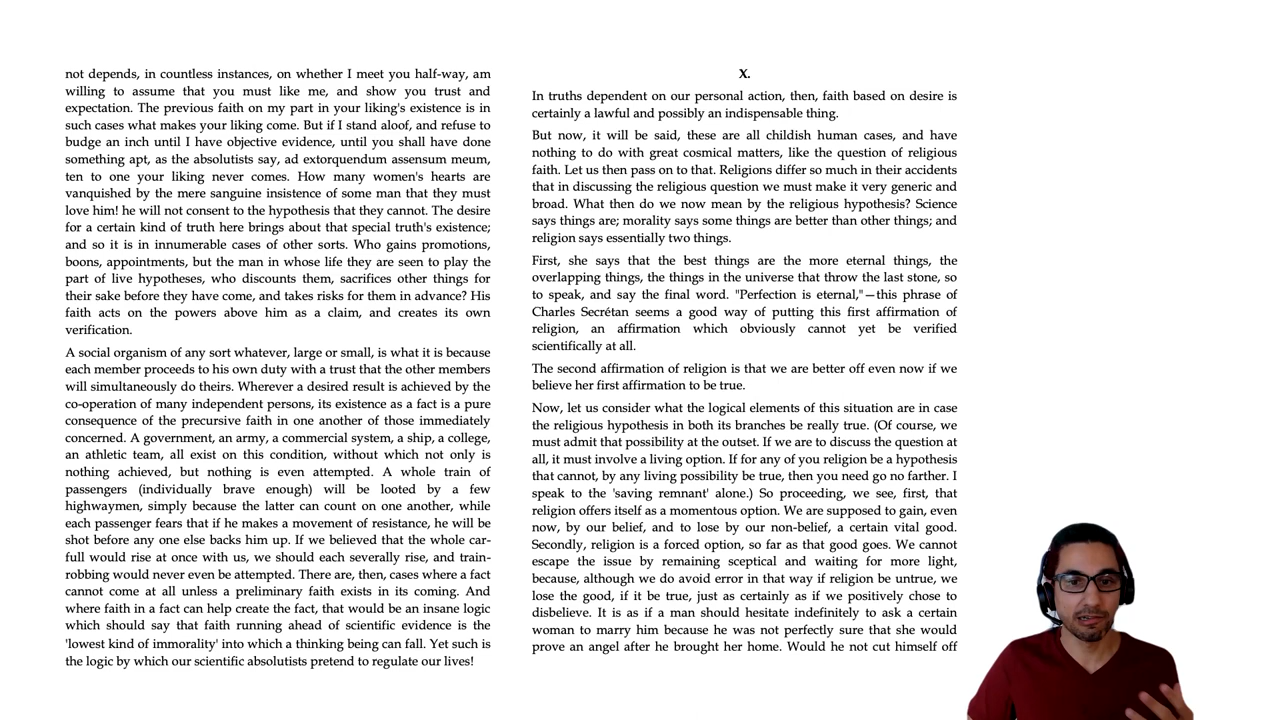 not depends, in countless instances, on whether I meet you half-way, am
willing to assume that you must like me, and show you trust and
expectation. The previous faith on my part in your liking's existence is in
such cases what makes your liking come. But if I stand aloof, and refuse to
budge an inch until I have objective evidence, until you shall have done
something apt, as the absolutists say, ad extorquendum assensum meum,
ten to one your liking never comes. How many women's hearts are
vanquished by the mere sanguine insistence of some man that they must
love him! he will not consent to the hypothesis that they cannot. The desire
for a certain kind of truth here brings about that special truth's existence;
and so it is in innumerable cases of other sorts. Who gains promotions,
boons, appointments, but the man in whose life they are seen to play the
part of live hypotheses, who discounts them, sacrifices other things for
their sake before they have come, and takes risks for them in advance? His
faith acts on the powers above him as a claim, and creates its own
verification.
A social organism of any sort whatever, large or small, is what it is because
each member proceeds to his own duty with a trust that the other members
will simultaneously do theirs. Wherever a desired result is achieved by the
co-operation of many independent persons, its existence as a fact is a pure
consequence of the precursive faith in one another of those immediately
concerned. A government, an army, a commercial system, a ship, a college,
an athletic team, all exist on this condition, without which not only is
nothing achieved, but nothing is even attempted. A whole train of
passengers (individually brave enough) will be looted by a few
highwaymen, simply because the latter can count on one another, while
each passenger fears that if he makes a movement of resistance, he will be
shot before any one else backs him up. If we believed that the whole car-
full would rise at once with us, we should each severally rise, and train-
robbing would never even be attempted. There are, then, cases where a fact
cannot come at all unless a preliminary faith exists in its coming. And
where faith in a fact can help create the fact, that would be an insane logic
which should say that faith running ahead of scientific evidence is the
'lowest kind of immorality' into which a thinking being can fall. Yet such is
the logic by which our scientific absolutists pretend to regulate our lives!
X.
In truths dependent on our personal action, then, faith based on desire is
certainly a lawful and possibly an indispensable thing.
But now, it will be said, these are all childish human cases, and have
nothing to do with great cosmical matters, like the question of religious
faith. Let us then pass on to that. Religions differ so much in their accidents
that in discussing the religious question we must make it very generic and
broad. What then do we now mean by the religious hypothesis? Science
says things are; morality says some things are better than other things; and
religion says essentially two things.
First, she says that the best things are the more eternal things, the
overlapping things, the things in the universe that throw the last stone, so
to speak, and say the final word. "Perfection is eternal,"—this phrase of
Charles Secrétan seems a good way of putting this first affirmation of
religion, an affirmation which obviously cannot yet be verified
scientifically at all.
The second affirmation of religion is that we are better off even now if we
believe her first affirmation to be true.
Now, let us consider what the logical elements of this situation are in case
the religious hypothesis in both its branches be really true. (Of course, we
must admit that possibility at the outset. If we are to discuss the question at
all, it must involve a living option. If for any of you religion be a hypothesis
that cannot, by any living possibility be true, then you need go no farther. I
speak to the 'saving remnant' alone.) So proceeding, we see, first, that
religion offers itself as a momentous option. We are supposed to gain, even
now, by our belief, and to lose by our non-belief, a certain vital good.
Secondly, religion is a forced option, so far as that good goes. We cannot
escape the issue by remaining sceptical and waiting for more light,
because, although we do avoid error in that way if religion be untrue, we
lose the good, if it be true, just as certainly as if we positively chose to
disbelieve. It is as if a man should hesitate indefinitely to ask a certain
woman to marry him because he was not perfectly sure that she would
prove an angel after he brought her home. Would he not cut himself off